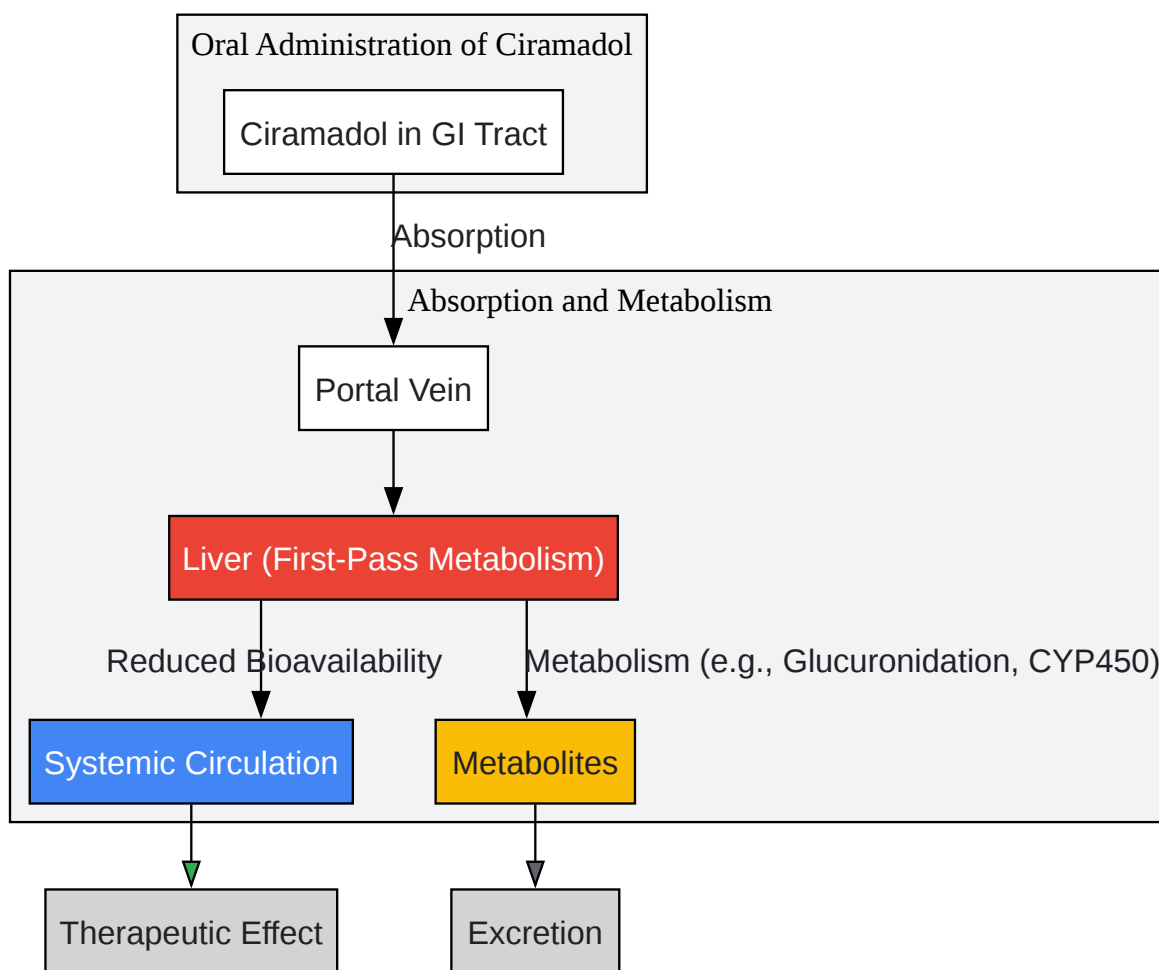 Oral Administration of Ciramadol
Ciramadol in GI Tract
Absorption
Absorption and Metabolism
Portal Vein
Liver (First-Pass Metabolism)
Reduced Bioavailability
Metabolism (e.g., Glucuronidation, CYP450)
Systemic Circulation
Metabolites
Therapeutic Effect
Excretion